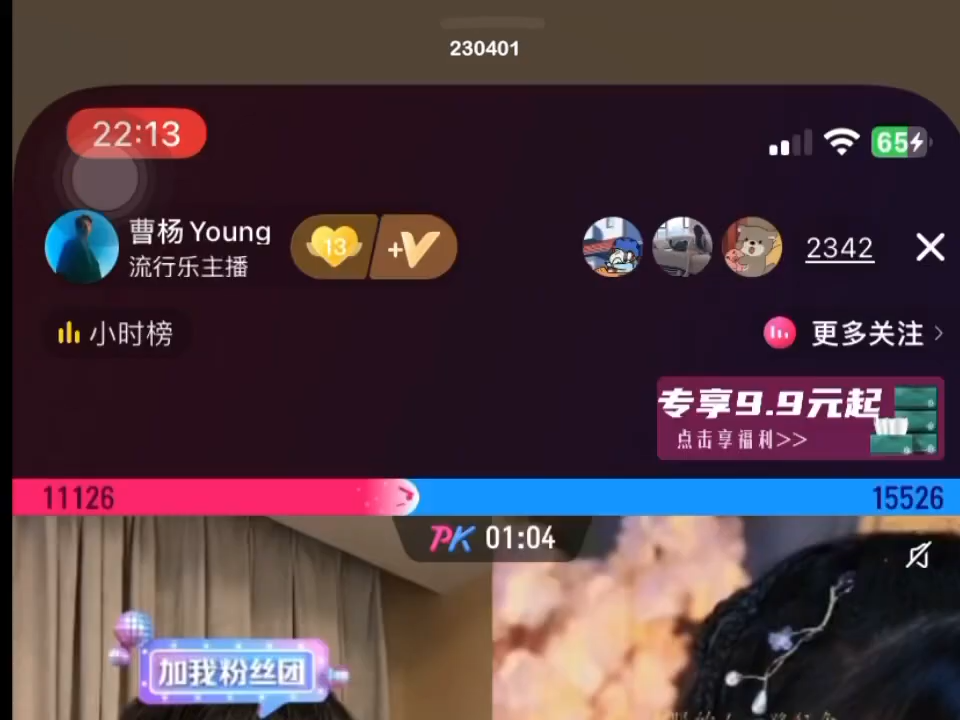 230401
22:13
65
曹杨 Young
流行乐主播
13
+V
2342
小时榜
更多关注
专享9.9元起
点击享福利>>
11126
15526
PK 01:04
加我粉丝团